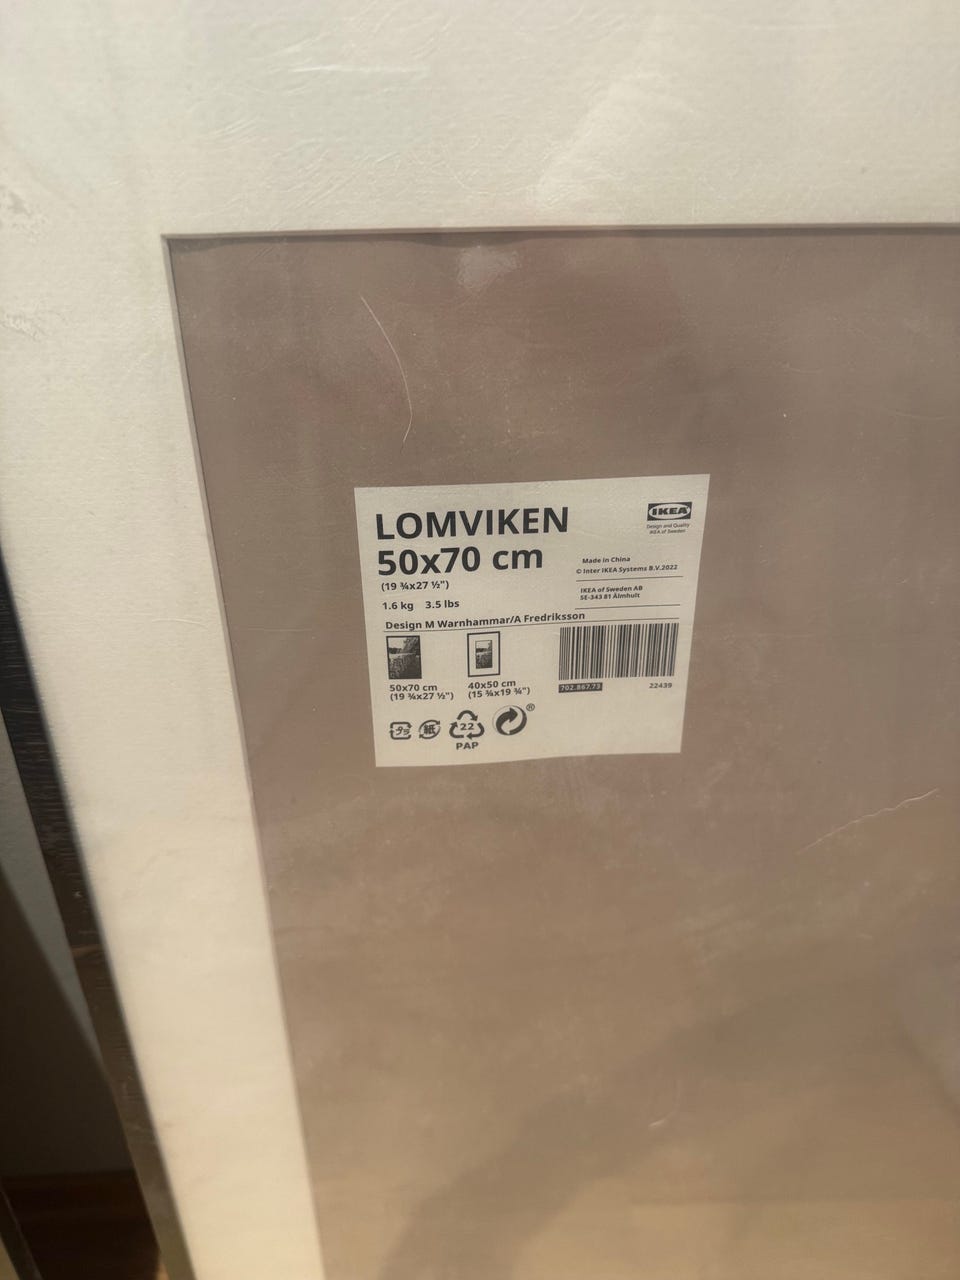 LOMVIKEN
50x70 cm
(19 ¾x27 ½")
1.6 kg 3.5 lbs
IKEA
Design and Quality
IKEA of Sweden
Made in China
© Inter IKEA Systems B.V.2022
IKEA of Sweden AB
SE-343 81 Älmhult
Design M Warnhammar/A Fredriksson
50x70 cm
(19 ¾x27 ½")
40x50 cm
(15 ¾x19 ¾")
702.867.73
22439
プラ
紙
22
PAP
®